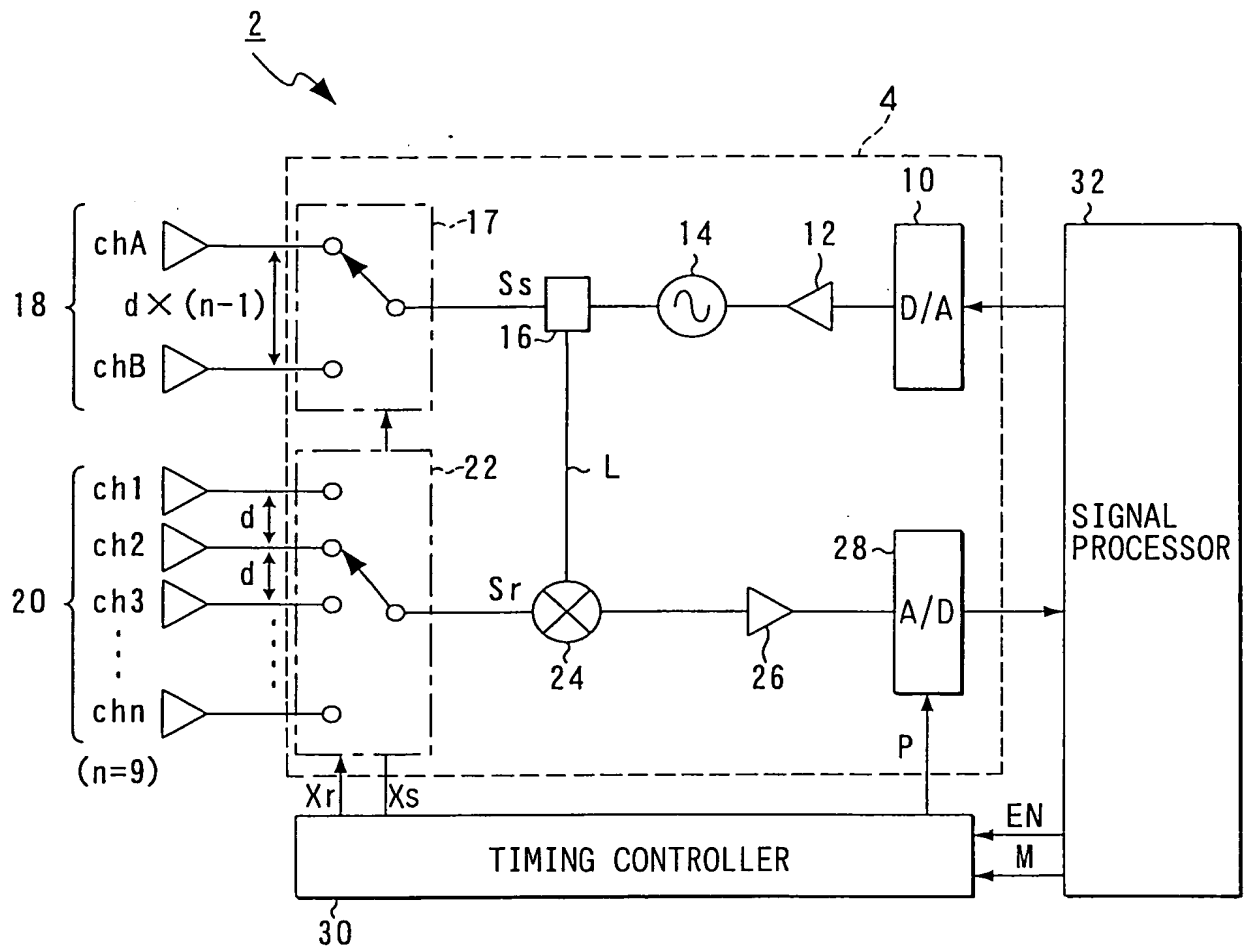 2
4
chA
18
d×(n-1)
chB
17
Ss
16
14
12
10
D/A
32
ch1
d
ch2
d
20
ch3
chn
(n=9)
22
L
Sr
24
26
28
A/D
P
SIGNAL
PROCESSOR
Xr
Xs
EN
M
TIMING CONTROLLER
30